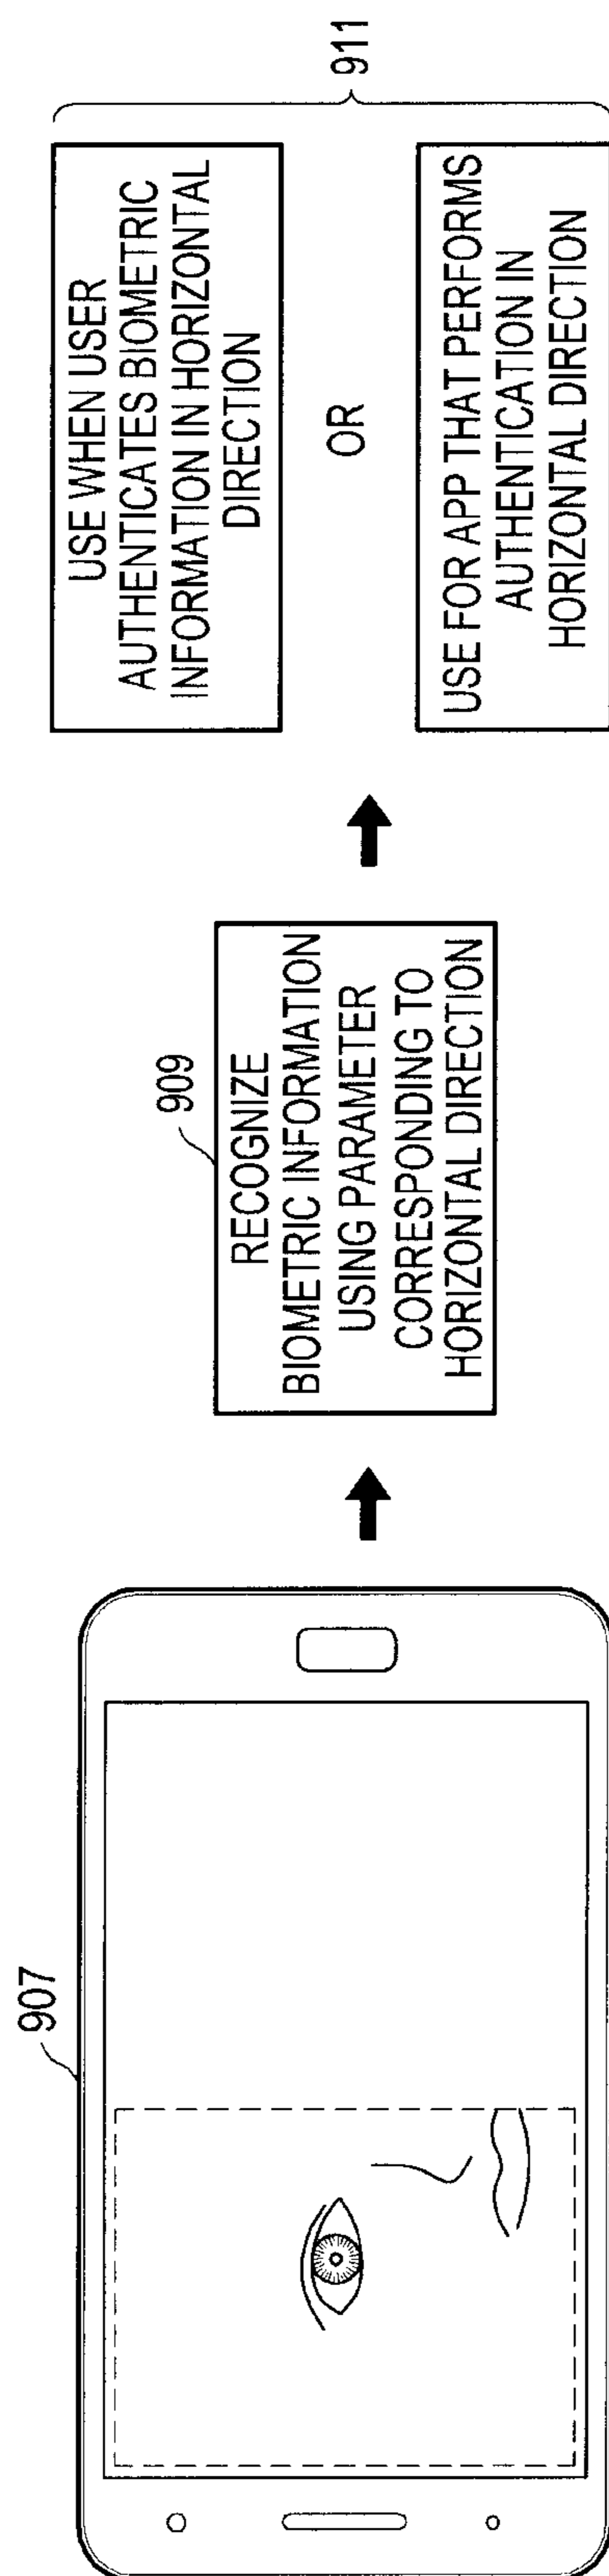 907
909
RECOGNIZE
BIOMETRIC INFORMATION
USING PARAMETER
CORRESPONDING TO
HORIZONTAL DIRECTION
USE WHEN USER
AUTHENTICATES BIOMETRIC
INFORMATION IN HORIZONTAL
DIRECTION
OR
USE FOR APP THAT PERFORMS
AUTHENTICATION IN
HORIZONTAL DIRECTION
911